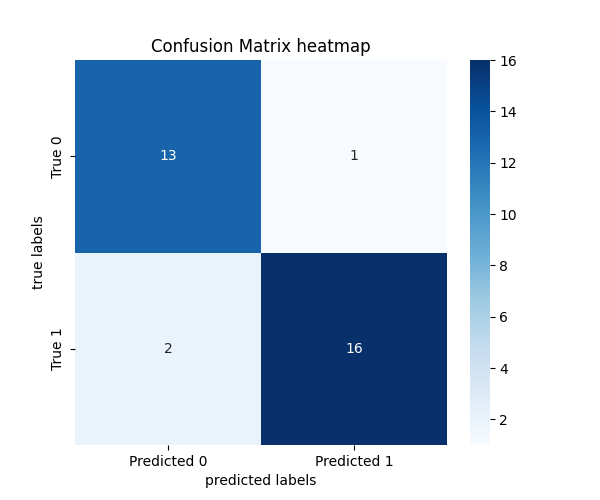 Confusion Matrix heatmap
True 0
True 1
true labels
13
1
2
16
Predicted 0
Predicted 1
predicted labels
16
14
12
10
8
6
4
2